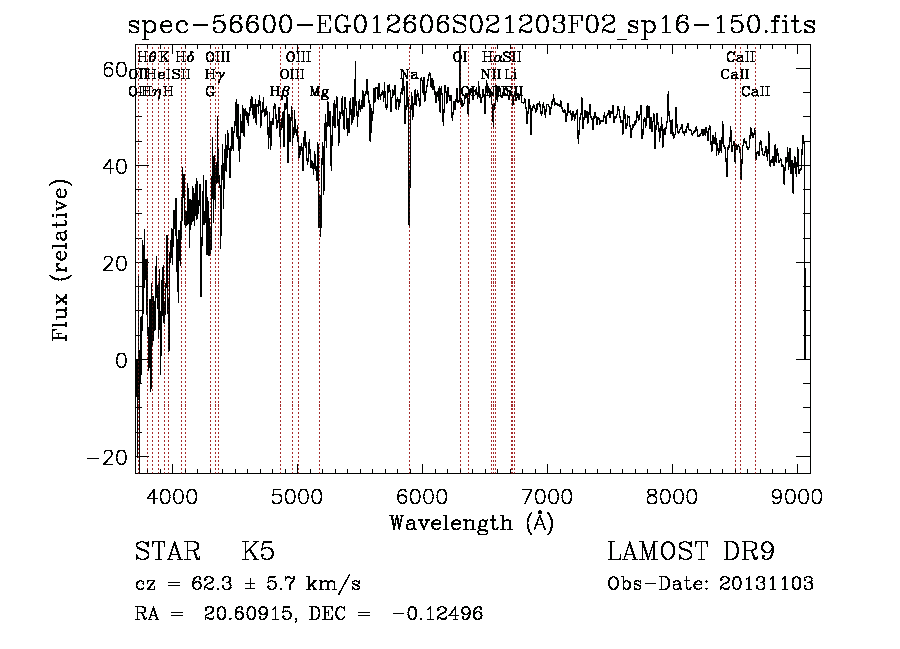 spec-56600-EG012606S021203F02_sp16-150.fits
Hθ K Hδ OIII OIII OI Hα SII CaII
HeI SII Hγ OIII Na NII Li CaII
Hη H G Hβ Mg SII CaII
60
40
20
0
-20
Flux (relative)
4000 5000 6000 7000 8000 9000
Wavelength (Å)
STAR K5 LAMOST DR9
cz = 62.3 ± 5.7 km/s Obs-Date: 20131103
RA = 20.60915, DEC = -0.12496